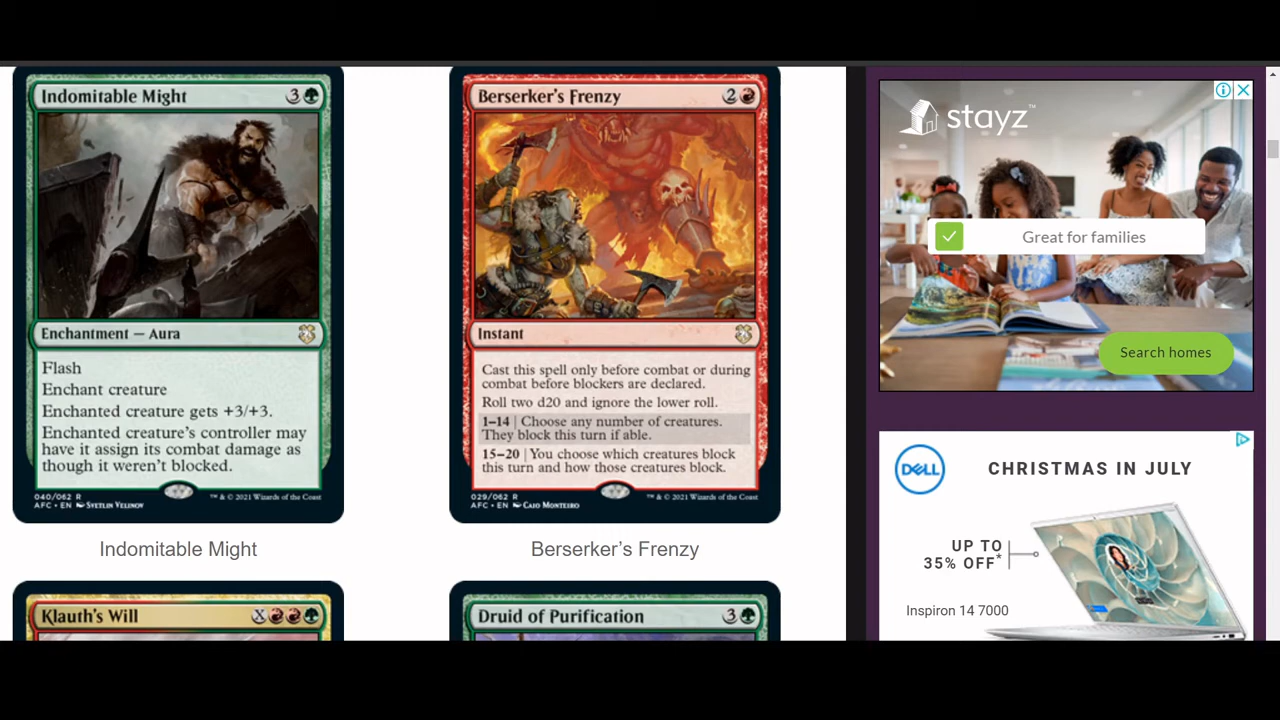 Indomitable Might 3
Enchantment — Aura
Flash
Enchant creature
Enchanted creature gets +3/+3.
Enchanted creature's controller may
have it assign its combat damage as
though it weren't blocked.
040/062 R
AFC • EN Svetlin Velinov
™ & © 2021 Wizards of the Coast
Indomitable Might
Berserker's Frenzy 2
Instant
Cast this spell only before combat or during
combat before blockers are declared.
Roll two d20 and ignore the lower roll.
1–14 | Choose any number of creatures.
They block this turn if able.
15–20 | You choose which creatures block
this turn and how those creatures block.
029/062 R
AFC • EN Caio Monteiro
™ & © 2021 Wizards of the Coast
Berserker’s Frenzy
Klauth's Will X
Druid of Purification 3
stayz™
Great for families
Search homes
DELL
CHRISTMAS IN JULY
UP TO
35% OFF*
Inspiron 14 7000